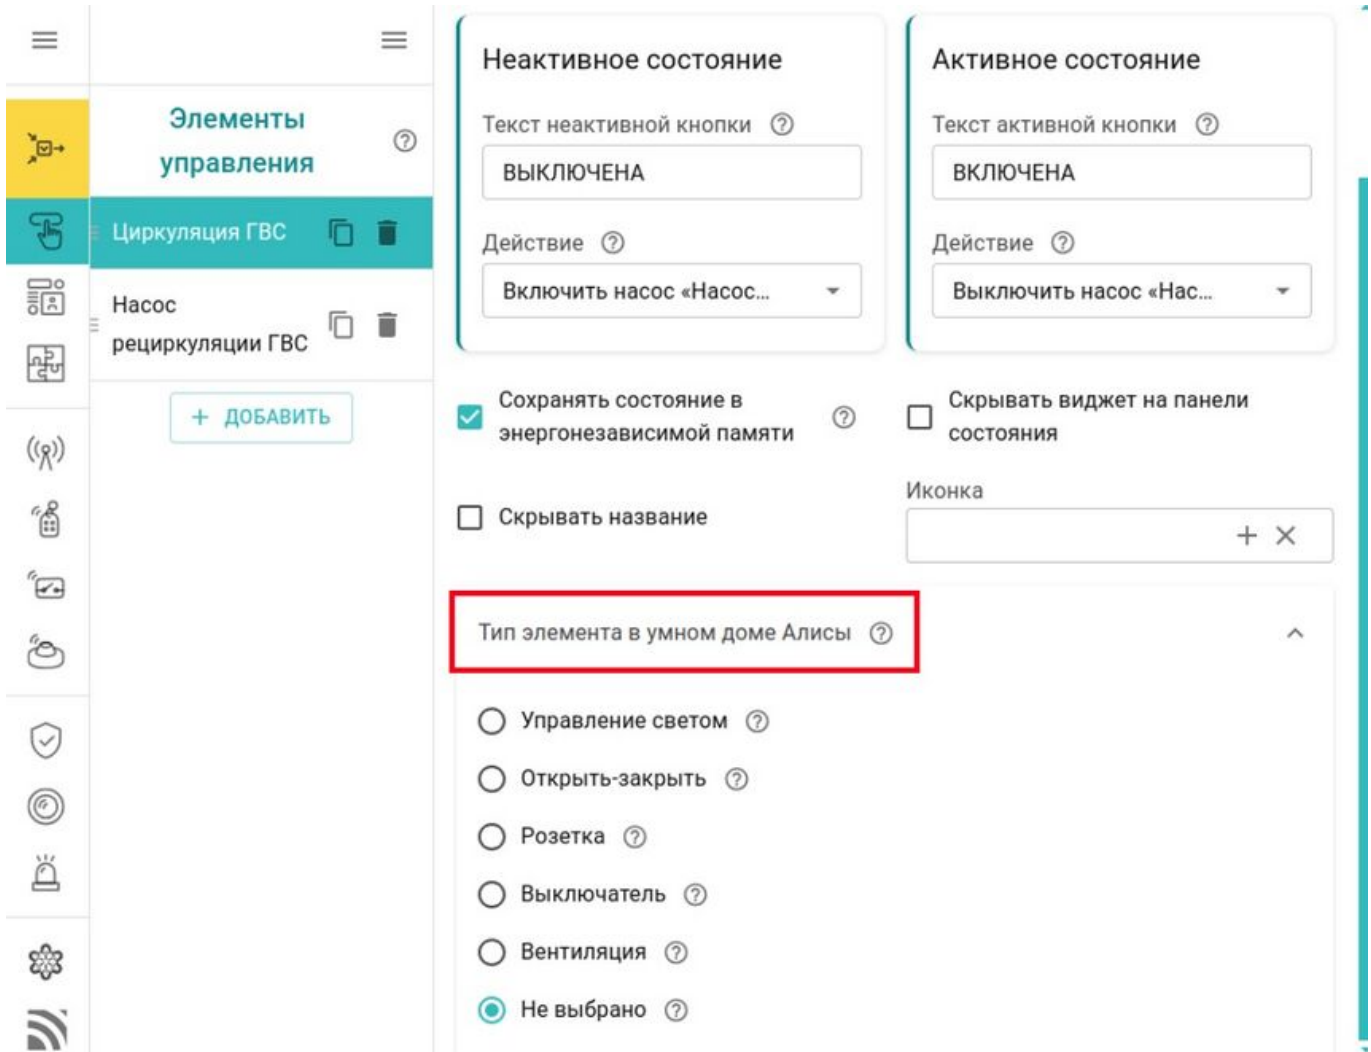 Элементы
управления
Циркуляция ГВС
Насос
рециркуляции ГВС
+ ДОБАВИТЬ
Неактивное состояние
Текст неактивной кнопки
ВЫКЛЮЧЕНА
Действие
Включить насос «Насос...
Активное состояние
Текст активной кнопки
ВКЛЮЧЕНА
Действие
Выключить насос «Нас...
Сохранять состояние в
энергонезависимой памяти
Скрывать виджет на панели
состояния
Скрывать название
Иконка
Тип элемента в умном доме Алисы
Управление светом
Открыть-закрыть
Розетка
Выключатель
Вентиляция
Не выбрано